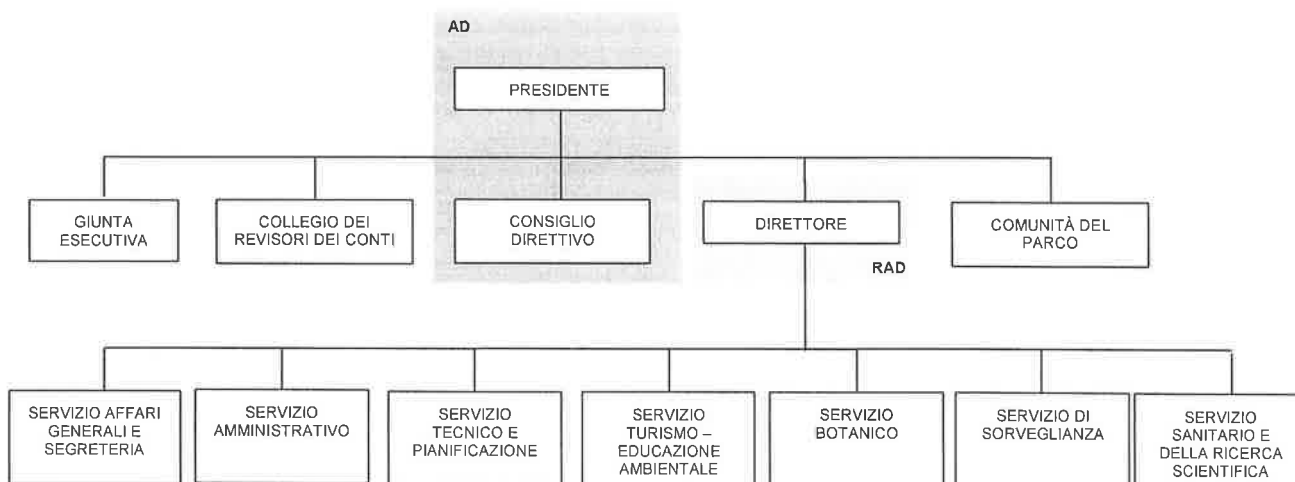 AD
PRESIDENTE
GIUNTA
ESECUTIVA
COLLEGIO DEI
REVISORI DEI CONTI
CONSIGLIO
DIRETTIVO
DIRETTORE
COMUNITÀ DEL
PARCO
RAD
SERVIZIO AFFARI
GENERALI E
SEGRETERIA
SERVIZIO
AMMINISTRATIVO
SERVIZIO
TECNICO E
PIANIFICAZIONE
SERVIZIO
TURISMO –
EDUCAZIONE
AMBIENTALE
SERVIZIO
BOTANICO
SERVIZIO DI
SORVEGLIANZA
SERVIZIO
SANITARIO E
DELLA RICERCA
SCIENTIFICA